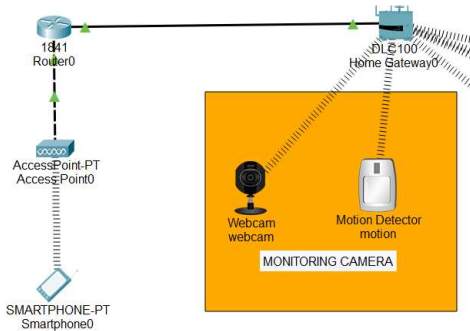 1841
Router0
DLC100
Home Gateway0
AccessPoint-PT
Access Point0
Webcam
webcam
Motion Detector
motion
MONITORING CAMERA
SMARTPHONE-PT
Smartphone0